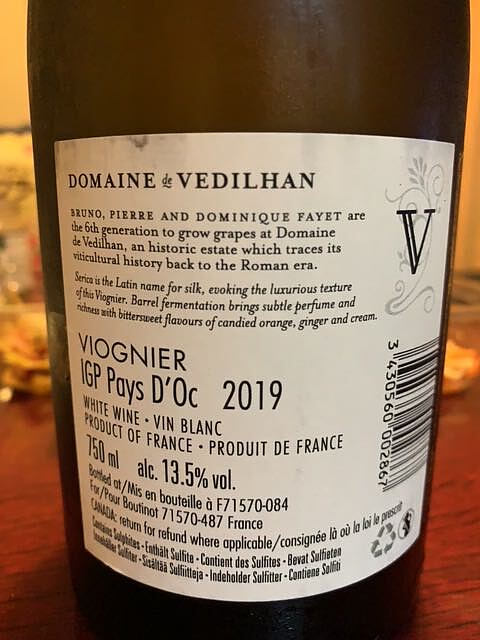 DOMAINE de VEDILHAN
BRUNO, PIERRE AND DOMINIQUE FAYET are
the 6th generation to grow grapes at Domaine
de Vedilhan, an historic estate which traces its
viticultural history back to the Roman era.
Serica is the Latin name for silk, evoking the luxurious texture
of this Viognier. Barrel fermentation brings subtle perfume and
richness with bittersweet flavours of candied orange, ginger and cream.
V
VIOGNIER
IGP Pays D'Oc 2019
WHITE WINE • VIN BLANC
PRODUCT OF FRANCE • PRODUIT DE FRANCE
750 ml alc. 13.5% vol.
Bottled at/Mis en bouteille à F71570-084
For/Pour Boutinot 71570-487 France
CANADA: return for refund where applicable/consignée là où la loi le prescrit
Contains Sulphites - Enthält Sulfite - Contient des Sulfites - Bevat Sulfieten
Innehåller Sulfiter - Sisältää Sulfiitteja - Indeholder Sulfitter - Contiene Solfiti
3 430560 002867